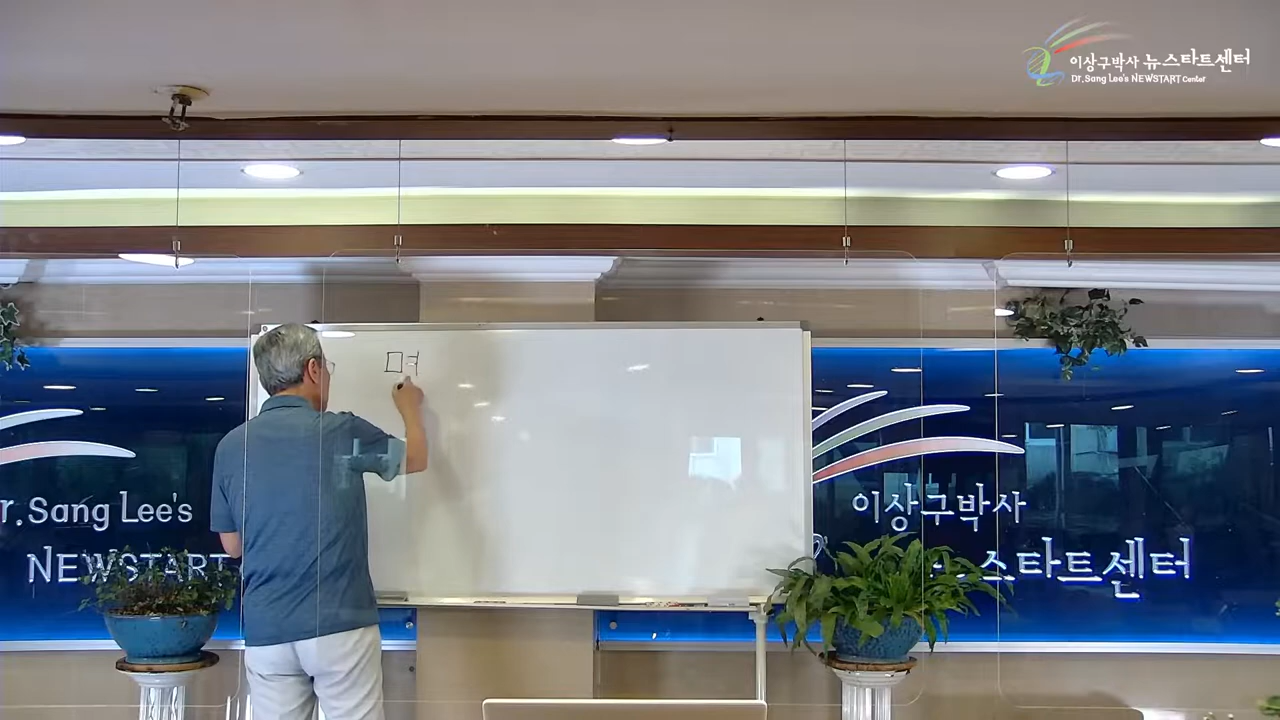 이상구박사 뉴스타트센터
Dr. Sang Lee's NEWSTART Center
며
r. Sang Lee's
NEWSTART
이상구박사
스타트센터